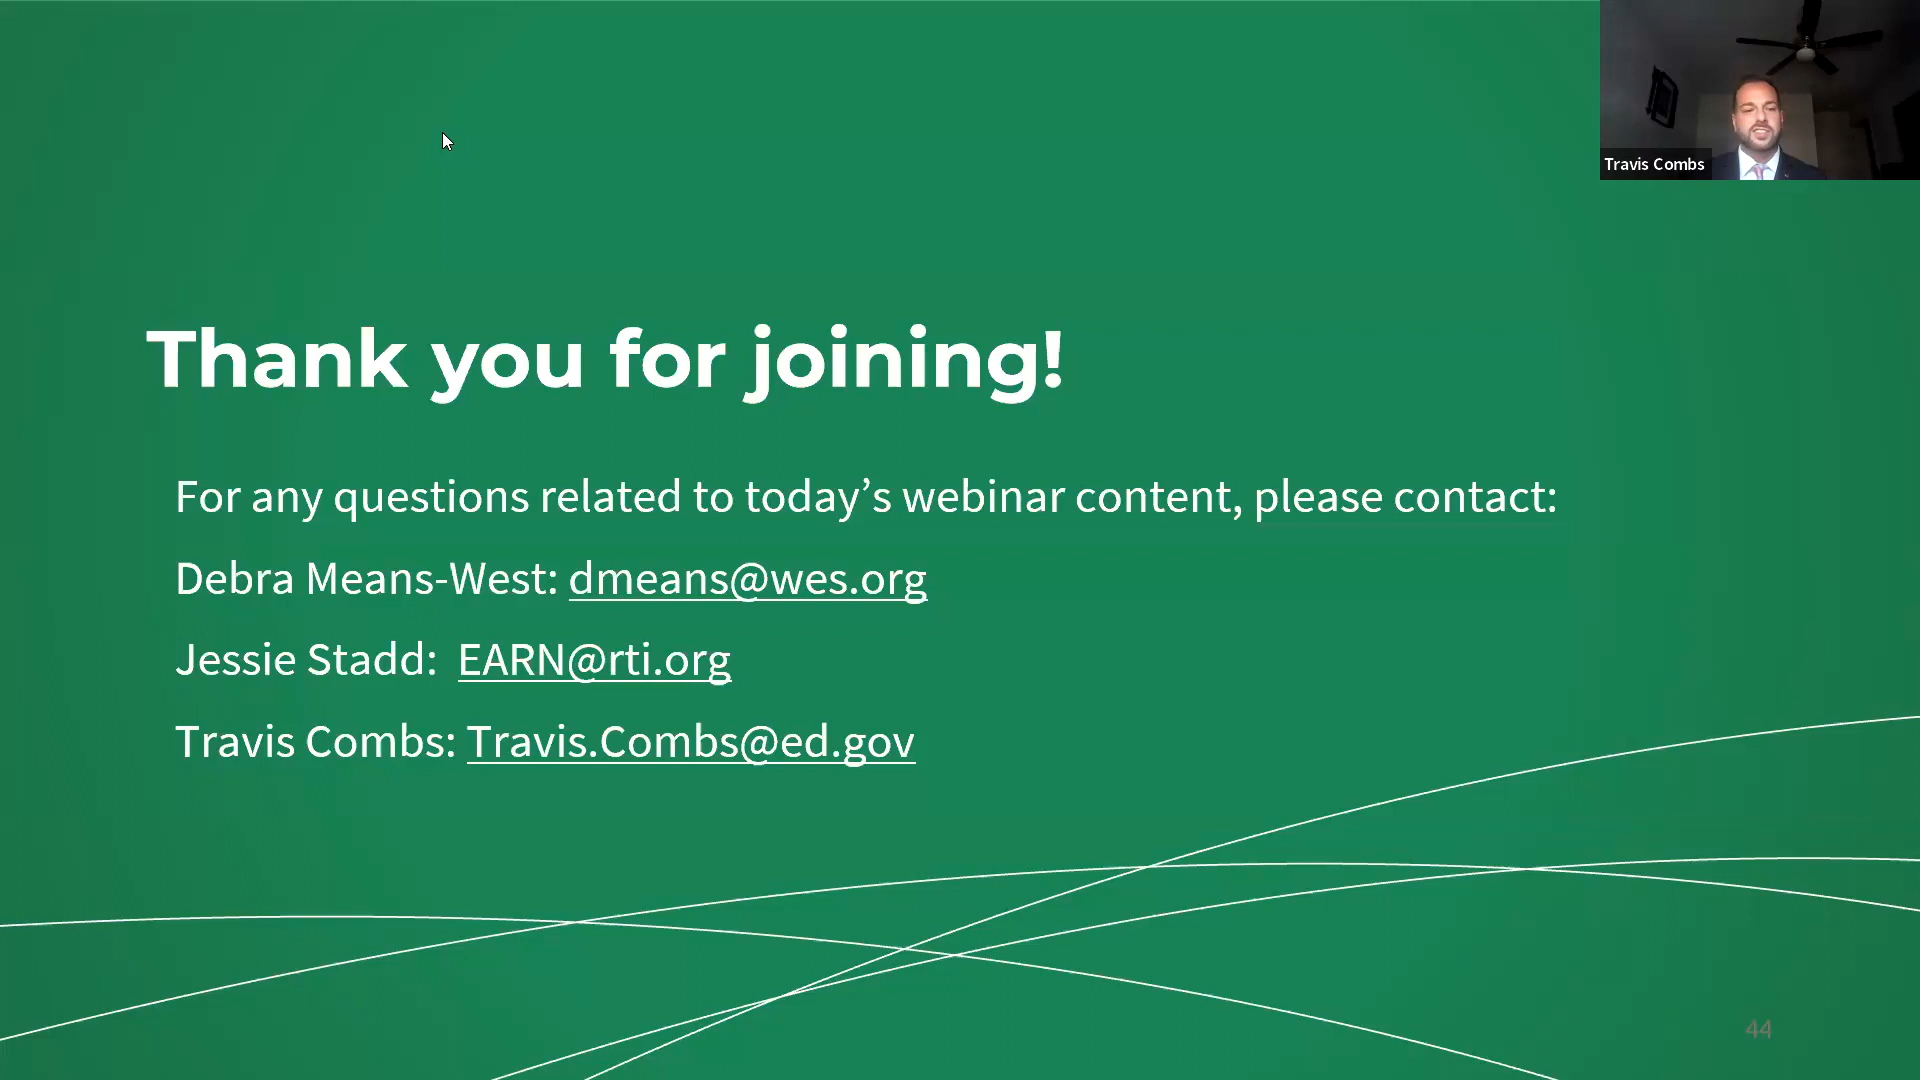 Travis Combs
Thank you for joining!
For any questions related to today’s webinar content, please contact:
Debra Means-West: dmeans@wes.org
Jessie Stadd: EARN@rti.org
Travis Combs: Travis.Combs@ed.gov
44